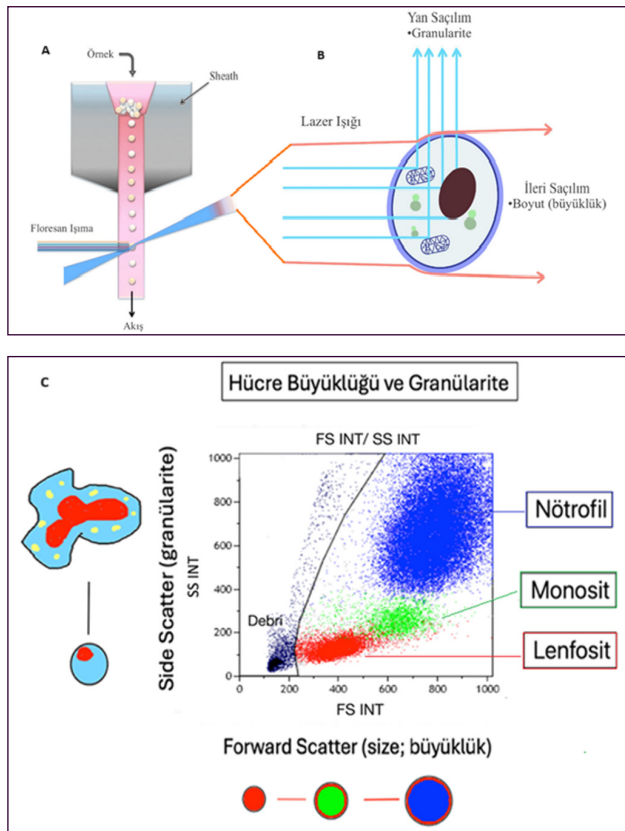 A
Örnek
Sheath
Floresan Işıma
Akış
B
Yan Saçılım
•Granularite
Lazer Işığı
İleri Saçılım
•Boyut (büyüklük)
C
Hücre Büyüklüğü ve Granülarite
FS INT/ SS INT
Side Scatter (granülarite)
SS INT
1000
800
600
400
200
0
Debri
Nötrofil
Monosit
Lenfosit
0 200 400 600 800 1000
FS INT
Forward Scatter (size; büyüklük)